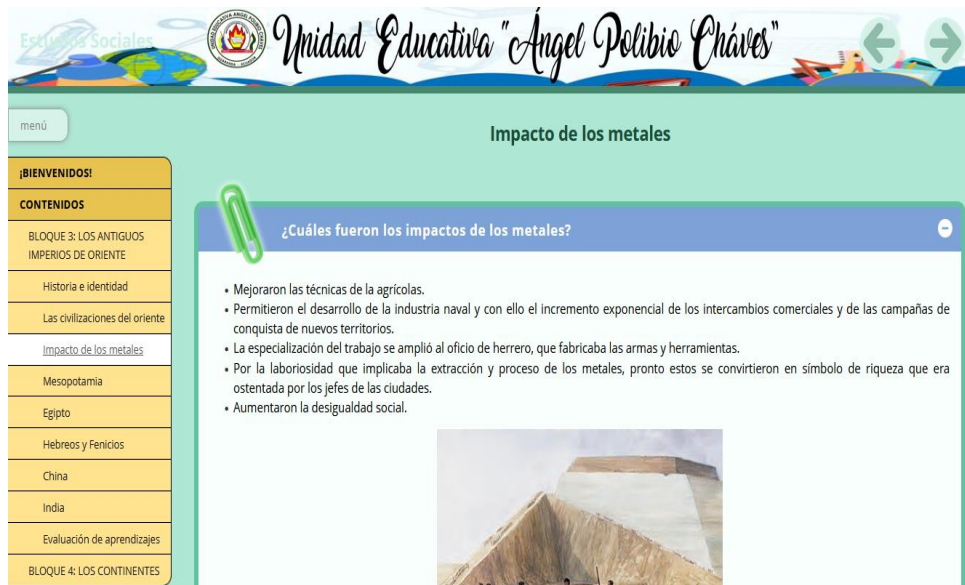 Estudios Sociales
Unidad Educativa "Ángel Polibio Cháves"
menú
Impacto de los metales
¡BIENVENIDOS!
CONTENIDOS
BLOQUE 3: LOS ANTIGUOS
IMPERIOS DE ORIENTE
Historia e identidad
Las civilizaciones del oriente
Impacto de los metales
Mesopotamia
Egipto
Hebreos y Fenicios
China
India
Evaluación de aprendizajes
BLOQUE 4: LOS CONTINENTES
¿Cuáles fueron los impactos de los metales?
• Mejoraron las técnicas de la agrícolas.
• Permitieron el desarrollo de la industria naval y con ello el incremento exponencial de los intercambios comerciales y de las campañas de
conquista de nuevos territorios.
• La especialización del trabajo se amplió al oficio de herrero, que fabricaba las armas y herramientas.
• Por la laboriosidad que implicaba la extracción y proceso de los metales, pronto estos se convirtieron en símbolo de riqueza que era
ostentada por los jefes de las ciudades.
• Aumentaron la desigualdad social.